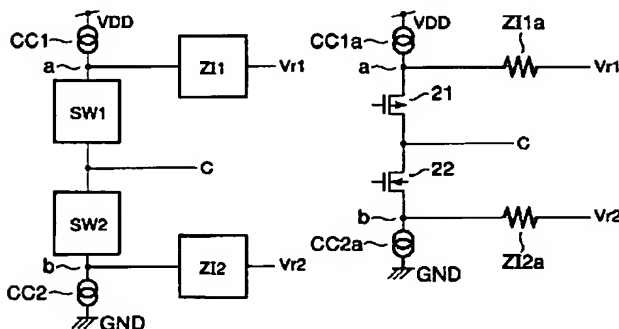 VDD
CC1
a
ZI1
Vr1
SW1
C
SW2
b
ZI2
Vr2
CC2
GND
VDD
ZI1a
CC1a
a
Vr1
21
C
22
b
Vr2
CC2a
ZI2a
GND